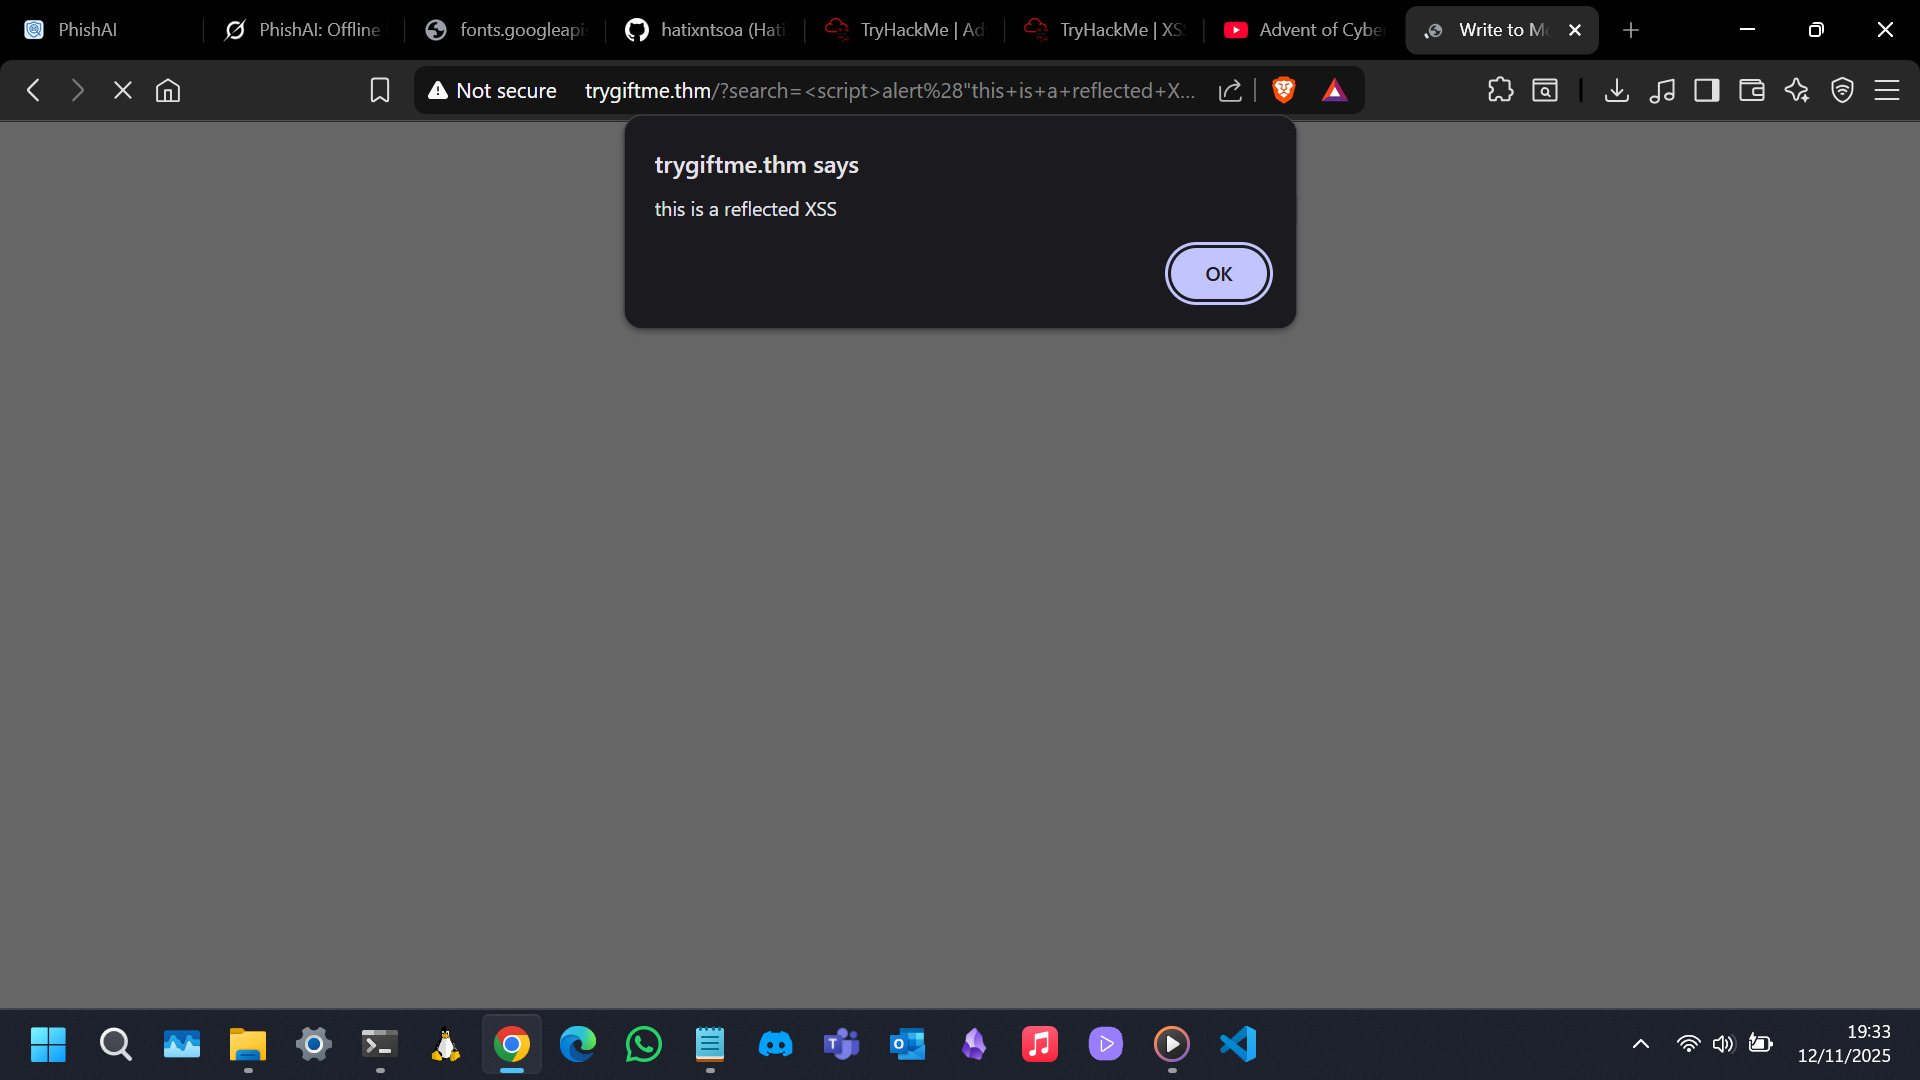 PhishAI
PhishAI: Offline
fonts.googleapis
hatixntsoa (Hati
TryHackMe | Ad
TryHackMe | XSS
Advent of Cyber
Write to M
Not secure
trygiftme.thm/?search=<script>alert%28"this+is+a+reflected+X...
trygiftme.thm says
this is a reflected XSS
OK
19:33
12/11/2025